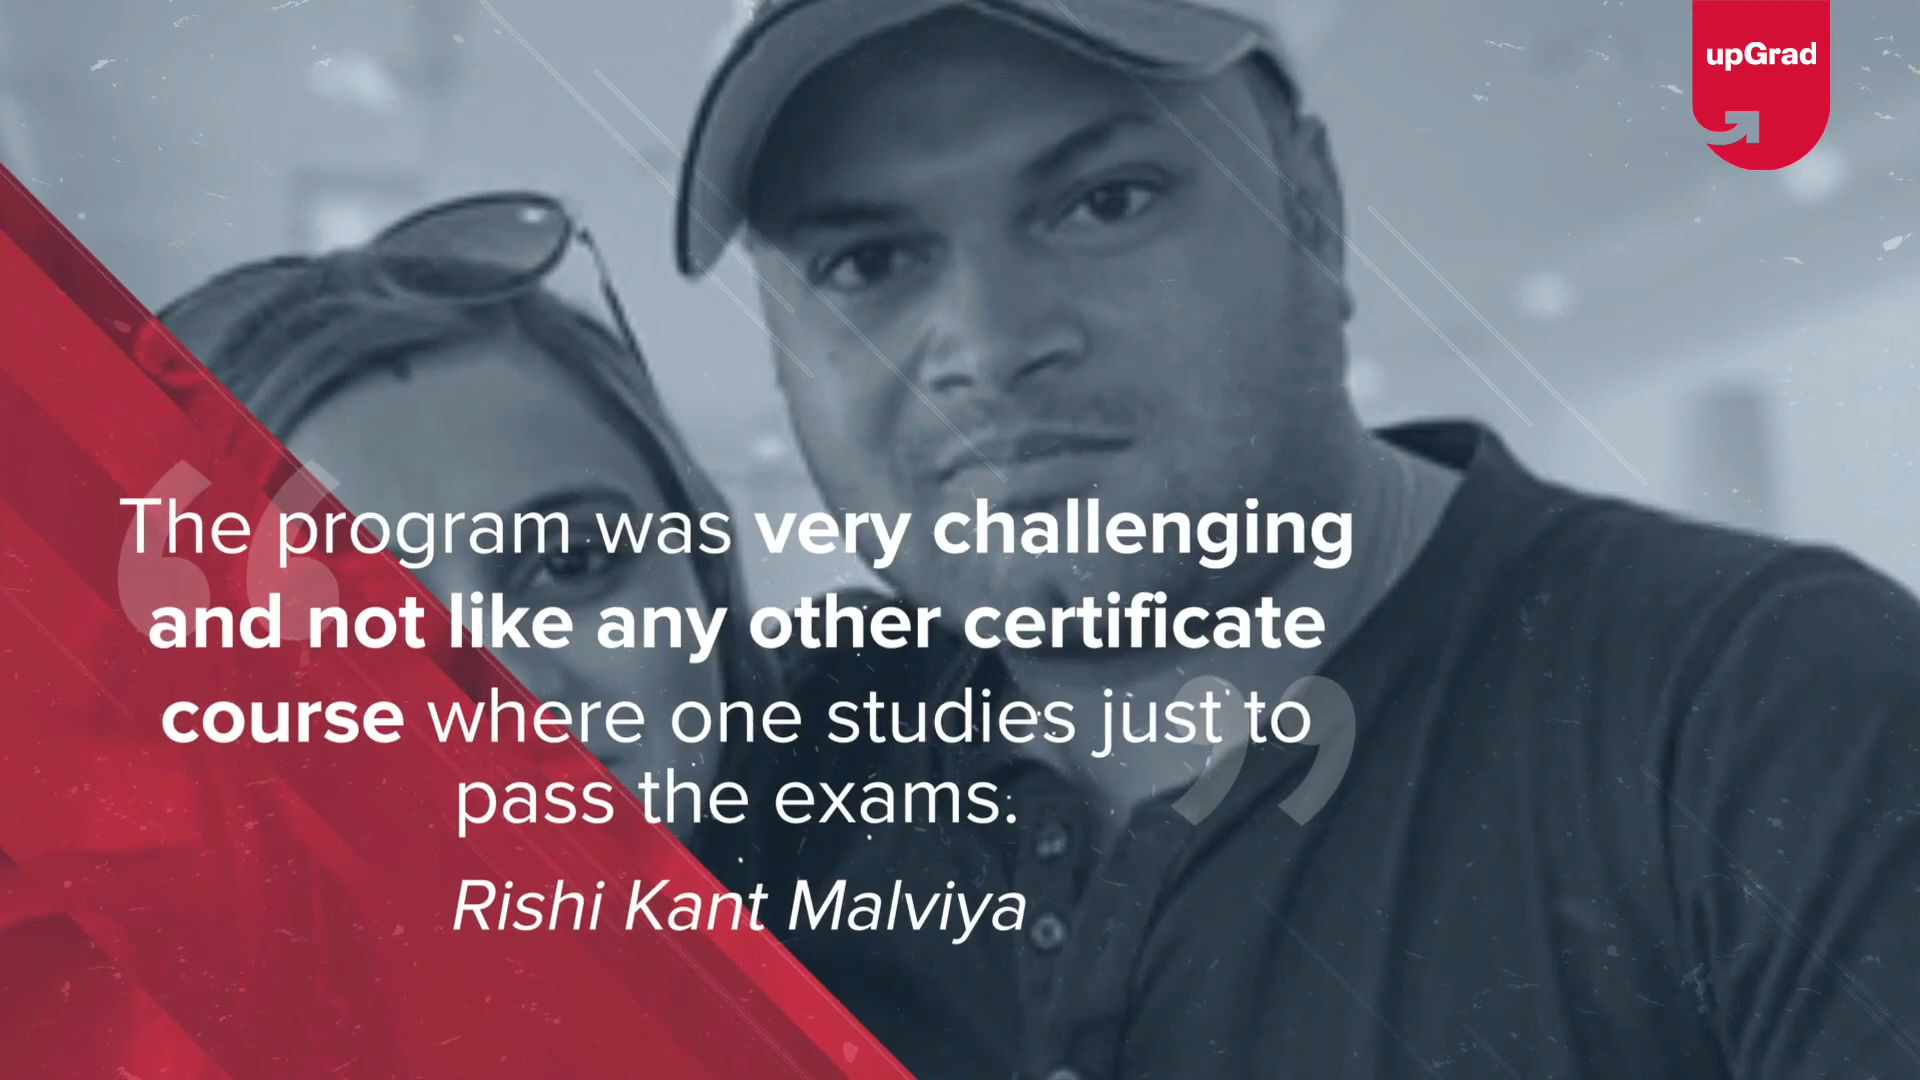 upGrad
The program was very challenging
and not like any other certificate
course where one studies just to
pass the exams.
Rishi Kant Malviya